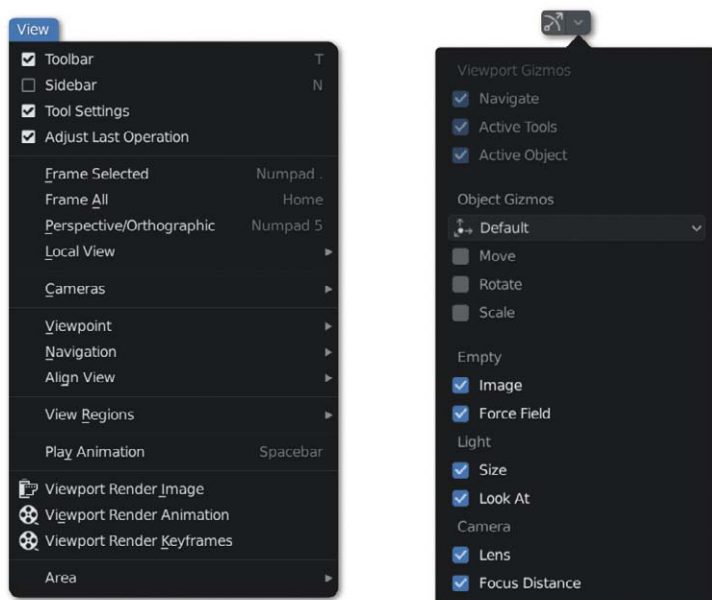 View
Toolbar T
Sidebar N
Tool Settings
Adjust Last Operation
Frame Selected Numpad .
Frame All Home
Perspective/Orthographic Numpad 5
Local View
Cameras
Viewpoint
Navigation
Align View
View Regions
Play Animation Spacebar
Viewport Render Image
Viewport Render Animation
Viewport Render Keyframes
Area
Viewport Gizmos
Navigate
Active Tools
Active Object
Object Gizmos
Default
Move
Rotate
Scale
Empty
Image
Force Field
Light
Size
Look At
Camera
Lens
Focus Distance